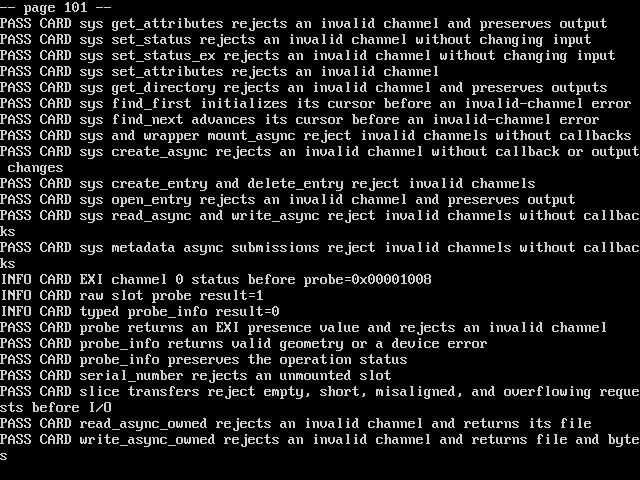 -- page 101 --
PASS CARD sys get_attributes rejects an invalid channel and preserves output
PASS CARD sys set_status rejects an invalid channel without changing input
PASS CARD sys set_status_ex rejects an invalid channel without changing input
PASS CARD sys set_attributes rejects an invalid channel
PASS CARD sys get_directory rejects an invalid channel and preserves outputs
PASS CARD sys find_first initializes its cursor before an invalid-channel error
PASS CARD sys find_next advances its cursor before an invalid-channel error
PASS CARD sys and wrapper mount_async reject invalid channels without callbacks
PASS CARD sys create_async rejects an invalid channel without callback or output
 changes
PASS CARD sys create_entry and delete_entry reject invalid channels
PASS CARD sys open_entry rejects an invalid channel and preserves output
PASS CARD sys read_async and write_async reject invalid channels without callbac
ks
PASS CARD sys metadata async submissions reject invalid channels without callbac
ks
INFO CARD EXI channel 0 status before probe=0x00001008
INFO CARD raw slot probe result=1
INFO CARD typed probe_info result=0
PASS CARD probe returns an EXI presence value and rejects an invalid channel
PASS CARD probe_info returns valid geometry or a device error
PASS CARD probe_info preserves the operation status
PASS CARD serial_number rejects an unmounted slot
PASS CARD slice transfers reject empty, short, misaligned, and overflowing reque
sts before I/O
PASS CARD read_async_owned rejects an invalid channel and returns its file
PASS CARD write_async_owned rejects an invalid channel and returns file and byte
s